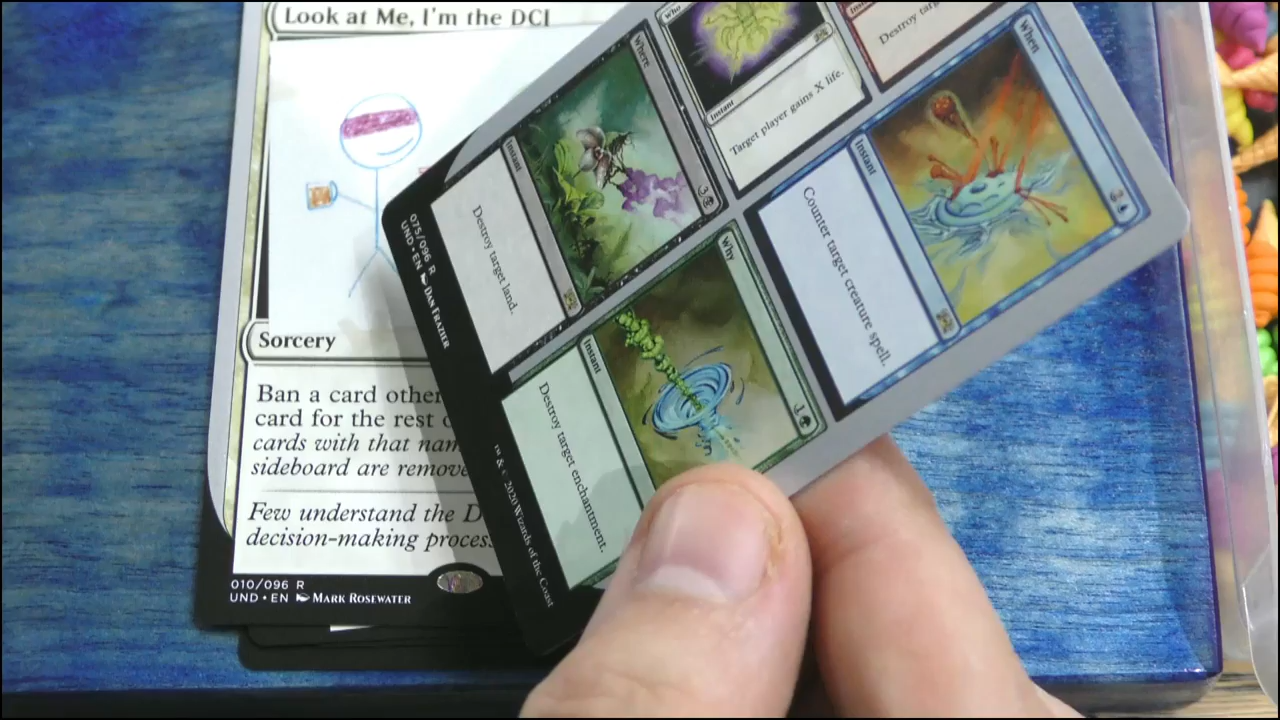 Look at Me, I'm the DCI
Sorcery
Ban a card other
card for the rest
cards with that nam
sideboard are remove
Few understand the D
decision-making process
010/096 R
UND • EN MARK ROSEWATER
Who
Instant
Target player gains X life.
Destroy targ
Where
3
Instant
Destroy target land.
When
Instant
Counter target creature spell.
Why
1
Instant
Destroy target enchantment.
075/096 R
UND • EN DAN FRAZIER
™ & © 2020 Wizards of the Coast